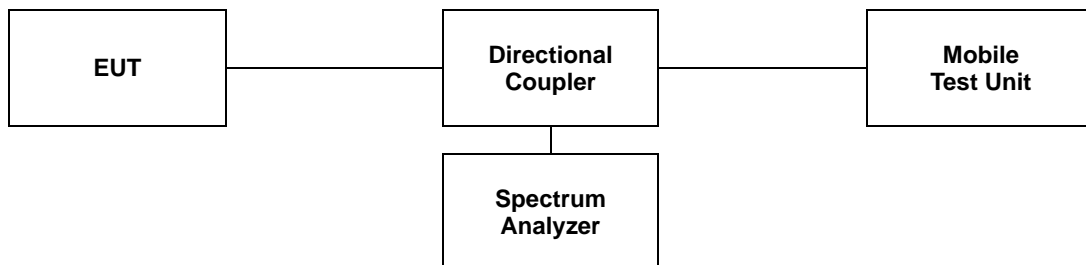 EUT
Directional
Coupler
Mobile
Test Unit
Spectrum
Analyzer